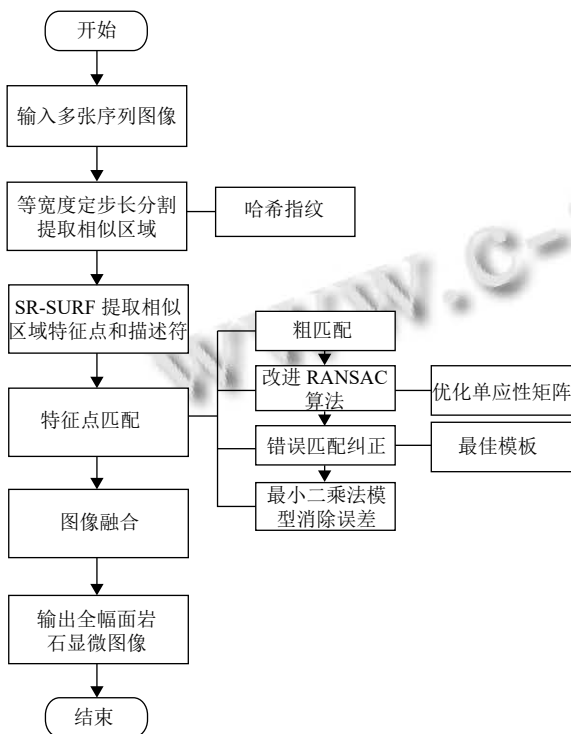 开始
输入多张序列图像
等宽度定步长分割
提取相似区域
哈希指纹
SR-SURF 提取相似
区域特征点和描述符
粗匹配
改进 RANSAC
算法
优化单应性矩阵
特征点匹配
错误匹配纠正
最佳模板
最小二乘法模
型消除误差
图像融合
输出全幅面岩
石显微图像
结束
www.c-